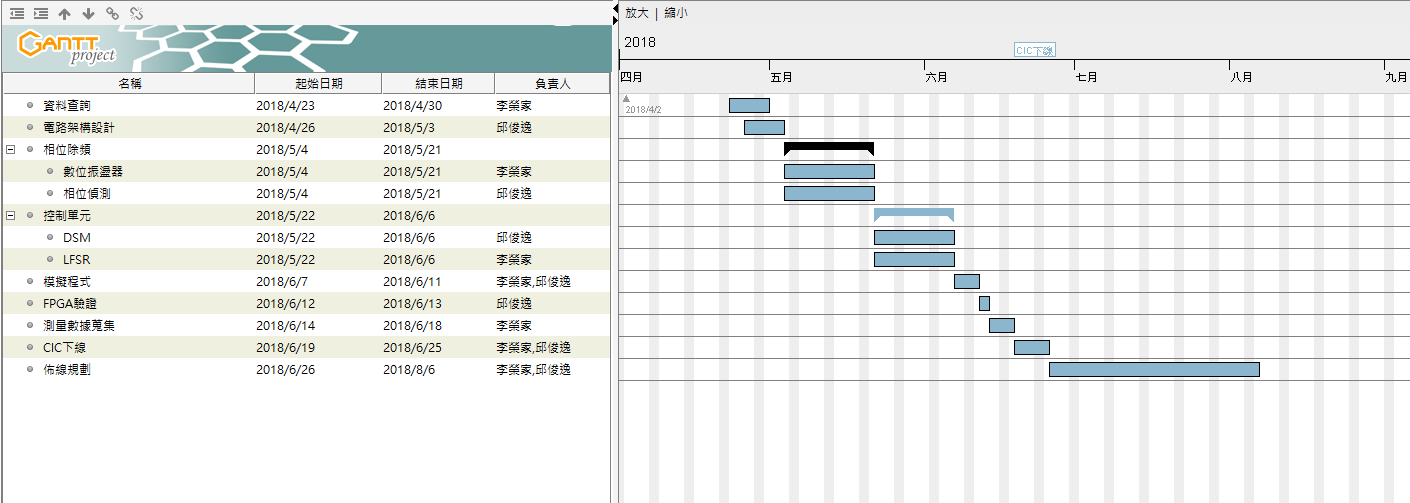 放大 | 縮小
GANTT
project
2018
CIC下線
四月 五月 六月 七月 八月 九月
名稱 起始日期 結束日期 負責人
2018/4/2
資料查詢 2018/4/23 2018/4/30 李榮家
電路架構設計 2018/4/26 2018/5/3 邱俊逸
相位除頻 2018/5/4 2018/5/21
數位振盪器 2018/5/4 2018/5/21 李榮家
相位偵測 2018/5/4 2018/5/21 邱俊逸
控制單元 2018/5/22 2018/6/6
DSM 2018/5/22 2018/6/6 邱俊逸
LFSR 2018/5/22 2018/6/6 李榮家
模擬程式 2018/6/7 2018/6/11 李榮家,邱俊逸
FPGA驗證 2018/6/12 2018/6/13 邱俊逸
測量數據蒐集 2018/6/14 2018/6/18 李榮家
CIC下線 2018/6/19 2018/6/25 李榮家,邱俊逸
佈線規劃 2018/6/26 2018/8/6 李榮家,邱俊逸